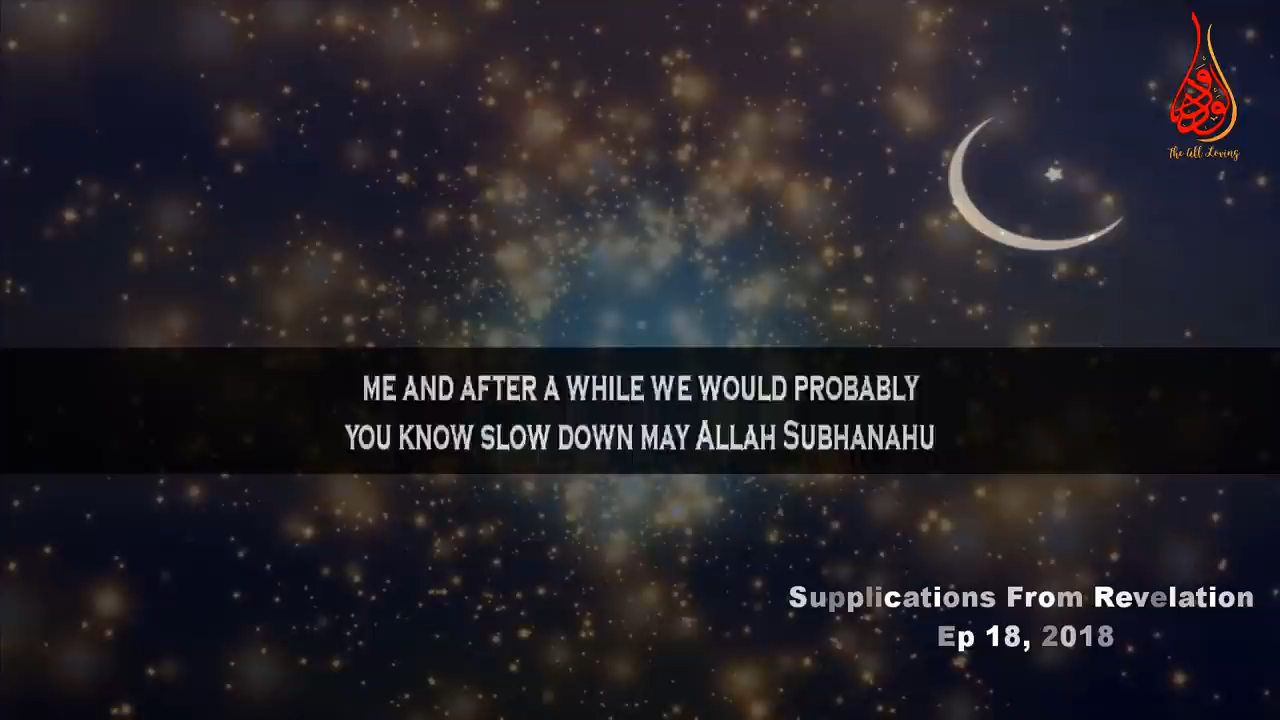 الودود
The All Loving
ME AND AFTER A WHILE WE WOULD PROBABLY
YOU KNOW SLOW DOWN MAY ALLAH SUBHANAHU
Supplications From Revelation
Ep 18, 2018